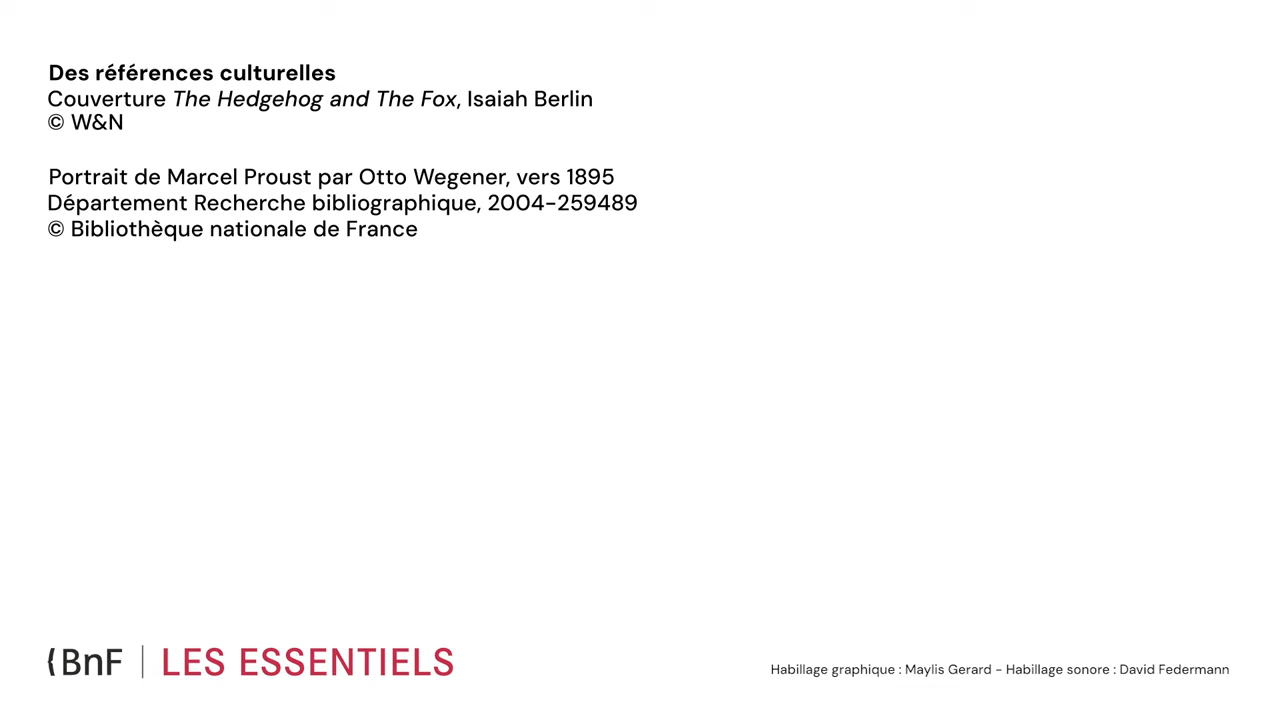 Des références culturelles
Couverture The Hedgehog and The Fox, Isaiah Berlin
© W&N
Portrait de Marcel Proust par Otto Wegener, vers 1895
Département Recherche bibliographique, 2004-259489
© Bibliothèque nationale de France
BnF | LES ESSENTIELS
Habillage graphique : Maylis Gerard - Habillage sonore : David Federmann